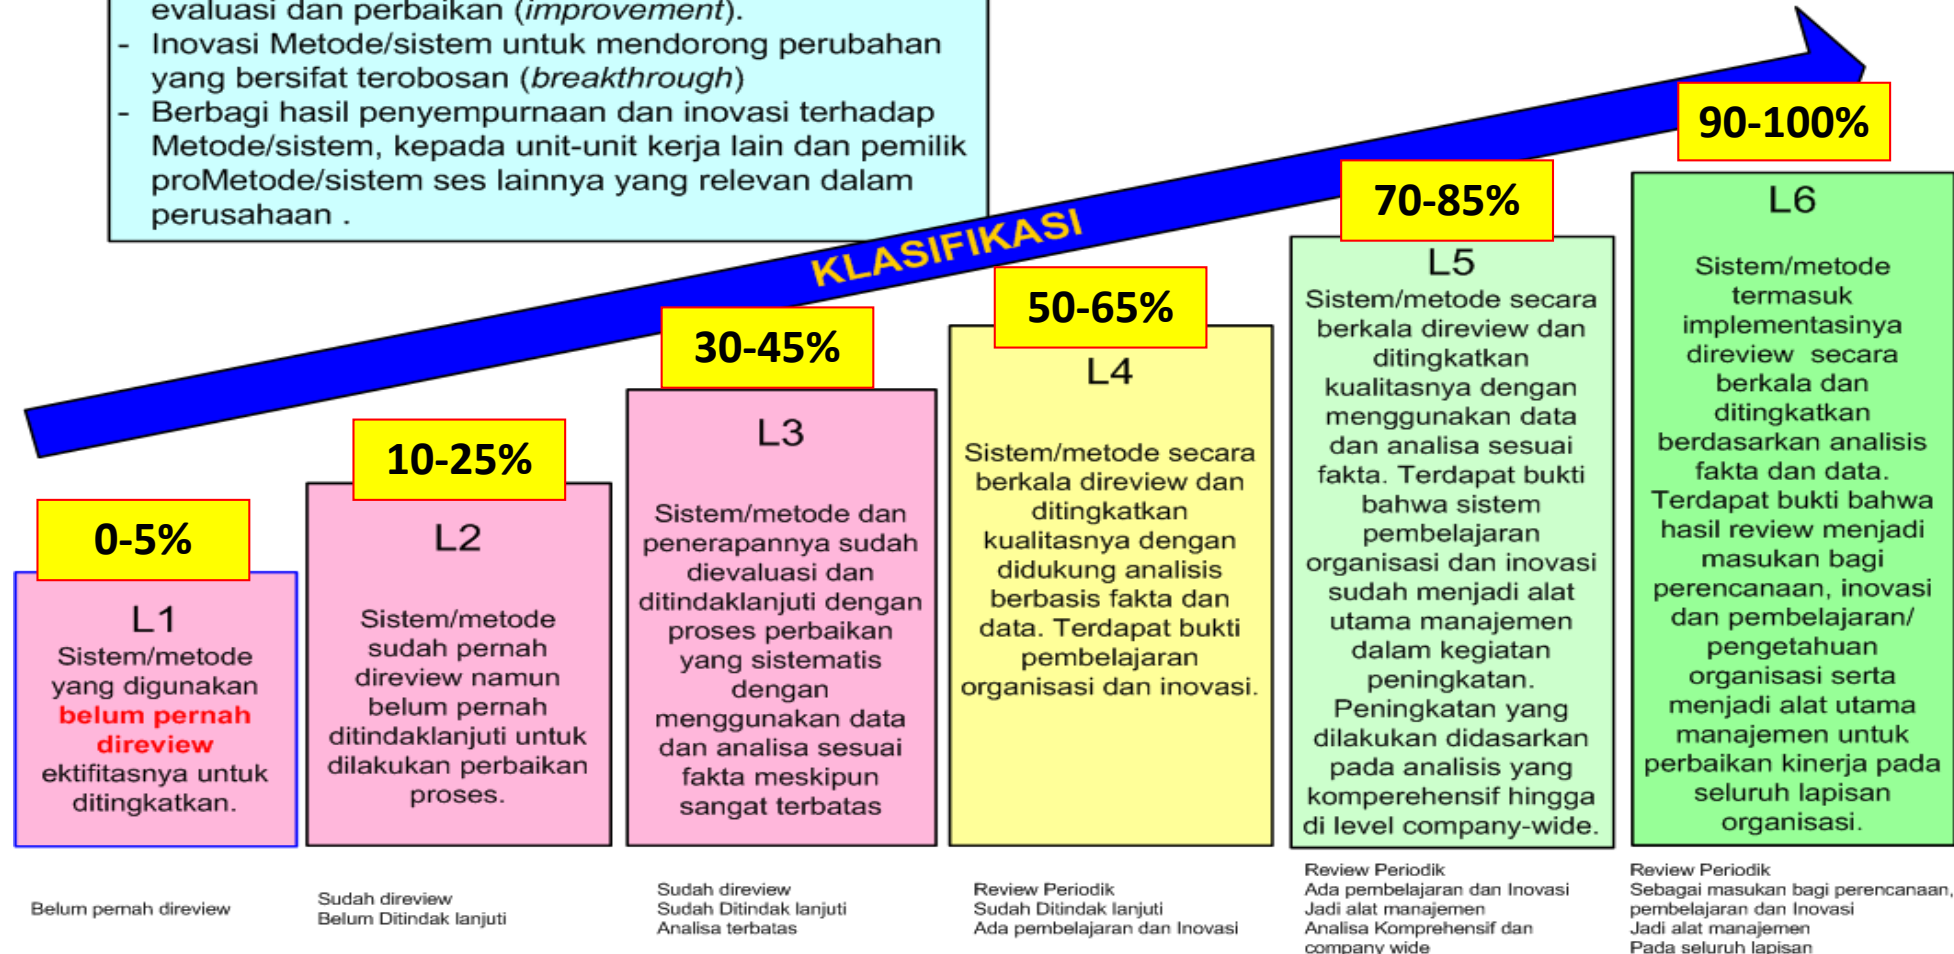 evaluasi dan perbaikan (improvement).
- Inovasi Metode/sistem untuk mendorong perubahan
yang bersifat terobosan (breakthrough)
- Berbagi hasil penyempurnaan dan inovasi terhadap
Metode/sistem, kepada unit-unit kerja lain dan pemilik
proMetode/sistem ses lainnya yang relevan dalam
perusahaan .
KLASIFIKASI
0-5%
L1
Sistem/metode
yang digunakan
belum pernah
direview
ektifitasnya untuk
ditingkatkan.
Belum pernah direview
10-25%
L2
Sistem/metode
sudah pernah
direview namun
belum pernah
ditindaklanjuti untuk
dilakukan perbaikan
proses.
Sudah direview
Belum Ditindak lanjuti
30-45%
L3
Sistem/metode dan
penerapannya sudah
dievaluasi dan
ditindaklanjuti dengan
proses perbaikan
yang sistematis
dengan
menggunakan data
dan analisa sesuai
fakta meskipun
sangat terbatas
Sudah direview
Sudah Ditindak lanjuti
Analisa terbatas
50-65%
L4
Sistem/metode secara
berkala direview dan
ditingkatkan
kualitasnya dengan
didukung analisis
berbasis fakta dan
data. Terdapat bukti
pembelajaran
organisasi dan inovasi.
Review Periodik
Sudah Ditindak lanjuti
Ada pembelajaran dan Inovasi
70-85%
L5
Sistem/metode secara
berkala direview dan
ditingkatkan
kualitasnya dengan
menggunakan data
dan analisa sesuai
fakta. Terdapat bukti
bahwa sistem
pembelajaran
organisasi dan inovasi
sudah menjadi alat
utama manajemen
dalam kegiatan
peningkatan.
Peningkatan yang
dilakukan didasarkan
pada analisis yang
komperehensif hingga
di level company-wide.
Review Periodik
Ada pembelajaran dan Inovasi
Jadi alat manajemen
Analisa Komprehensif dan
company wide
90-100%
L6
Sistem/metode
termasuk
implementasinya
direview secara
berkala dan
ditingkatkan
berdasarkan analisis
fakta dan data.
Terdapat bukti bahwa
hasil review menjadi
masukan bagi
perencanaan, inovasi
dan pembelajaran/
pengetahuan
organisasi serta
menjadi alat utama
manajemen untuk
perbaikan kinerja pada
seluruh lapisan
organisasi.
Review Periodik
Sebagai masukan bagi perencanaan,
pembelajaran dan Inovasi
Jadi alat manajemen
Pada seluruh lapisan